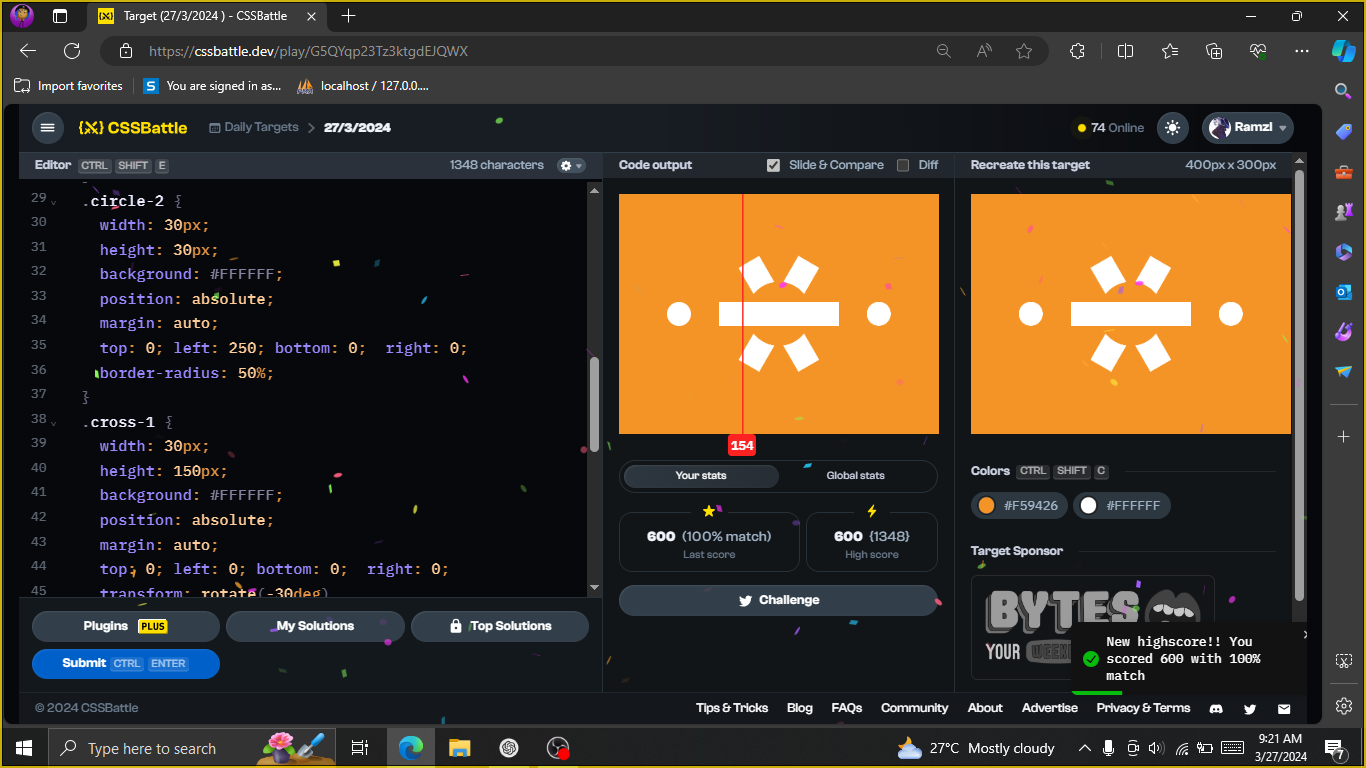 Target (27/3/2024 ) - CSSBattle
https://cssbattle.dev/play/G5QYqp23Tz3ktgdEJQWX
Import favorites
S You are signed in as...
localhost / 127.0.0....
{X} CSSBattle
Daily Targets > 27/3/2024
74 Online
Ramzl
Editor CTRL SHIFT E
1348 characters
Code output
Slide & Compare
Diff
Recreate this target
400px x 300px
29 .circle-2 {
30 width: 30px;
31 height: 30px;
32 background: #FFFFFF;
33 position: absolute;
34 margin: auto;
35 top: 0; left: 250; bottom: 0;  right: 0;
36 border-radius: 50%;
37 }
38 .cross-1 {
39 width: 30px;
40 height: 150px;
41 background: #FFFFFF;
42 position: absolute;
43 margin: auto;
44 top: 0; left: 0; bottom: 0;  right: 0;
45 transform: rotate(-30deg)
154
Your stats
Global stats
600 (100% match)
Last score
600 {1348}
High score
Challenge
Colors CTRL SHIFT C
#F59426
#FFFFFF
Target Sponsor
BYTES
YOUR WEEK
New highscore!! You
scored 600 with 100%
match
Plugins PLUS
My Solutions
Top Solutions
Submit CTRL ENTER
© 2024 CSSBattle
Tips & Tricks
Blog
FAQs
Community
About
Advertise
Privacy & Terms
Type here to search
27°C Mostly cloudy
9:21 AM
3/27/2024
7